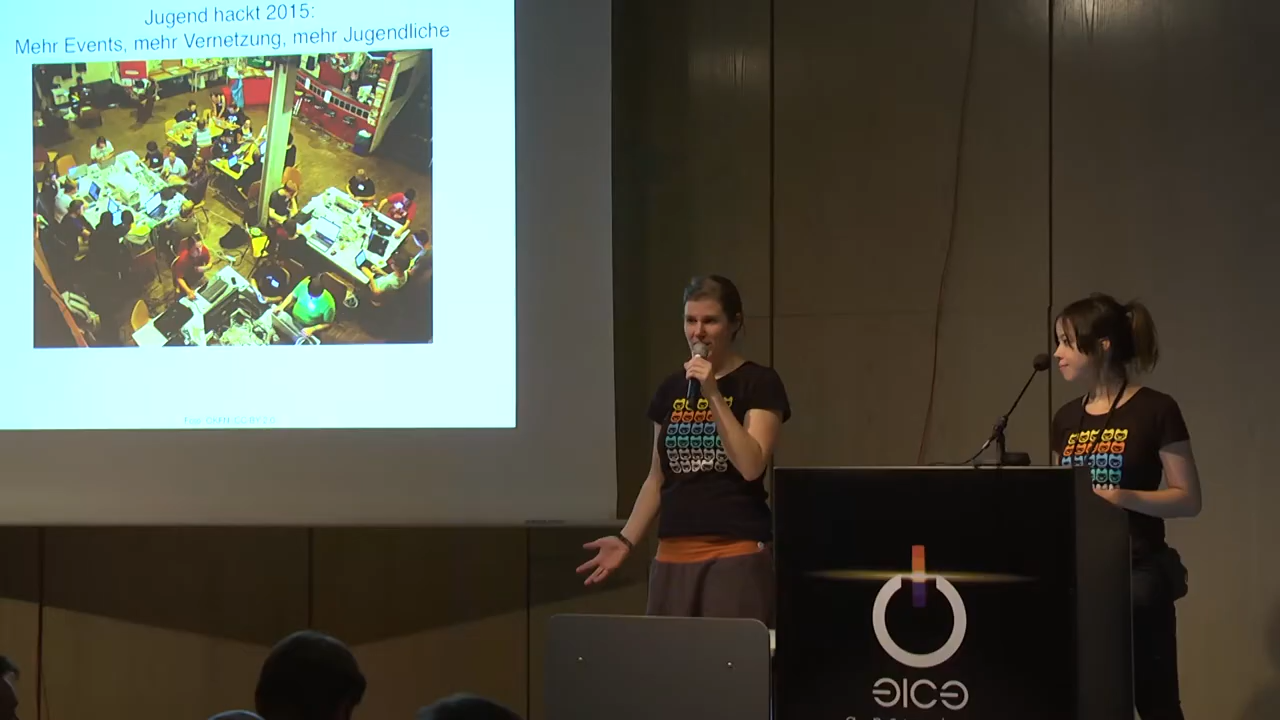 Jugend hackt 2015:
Mehr Events, mehr Vernetzung, mehr Jugendliche